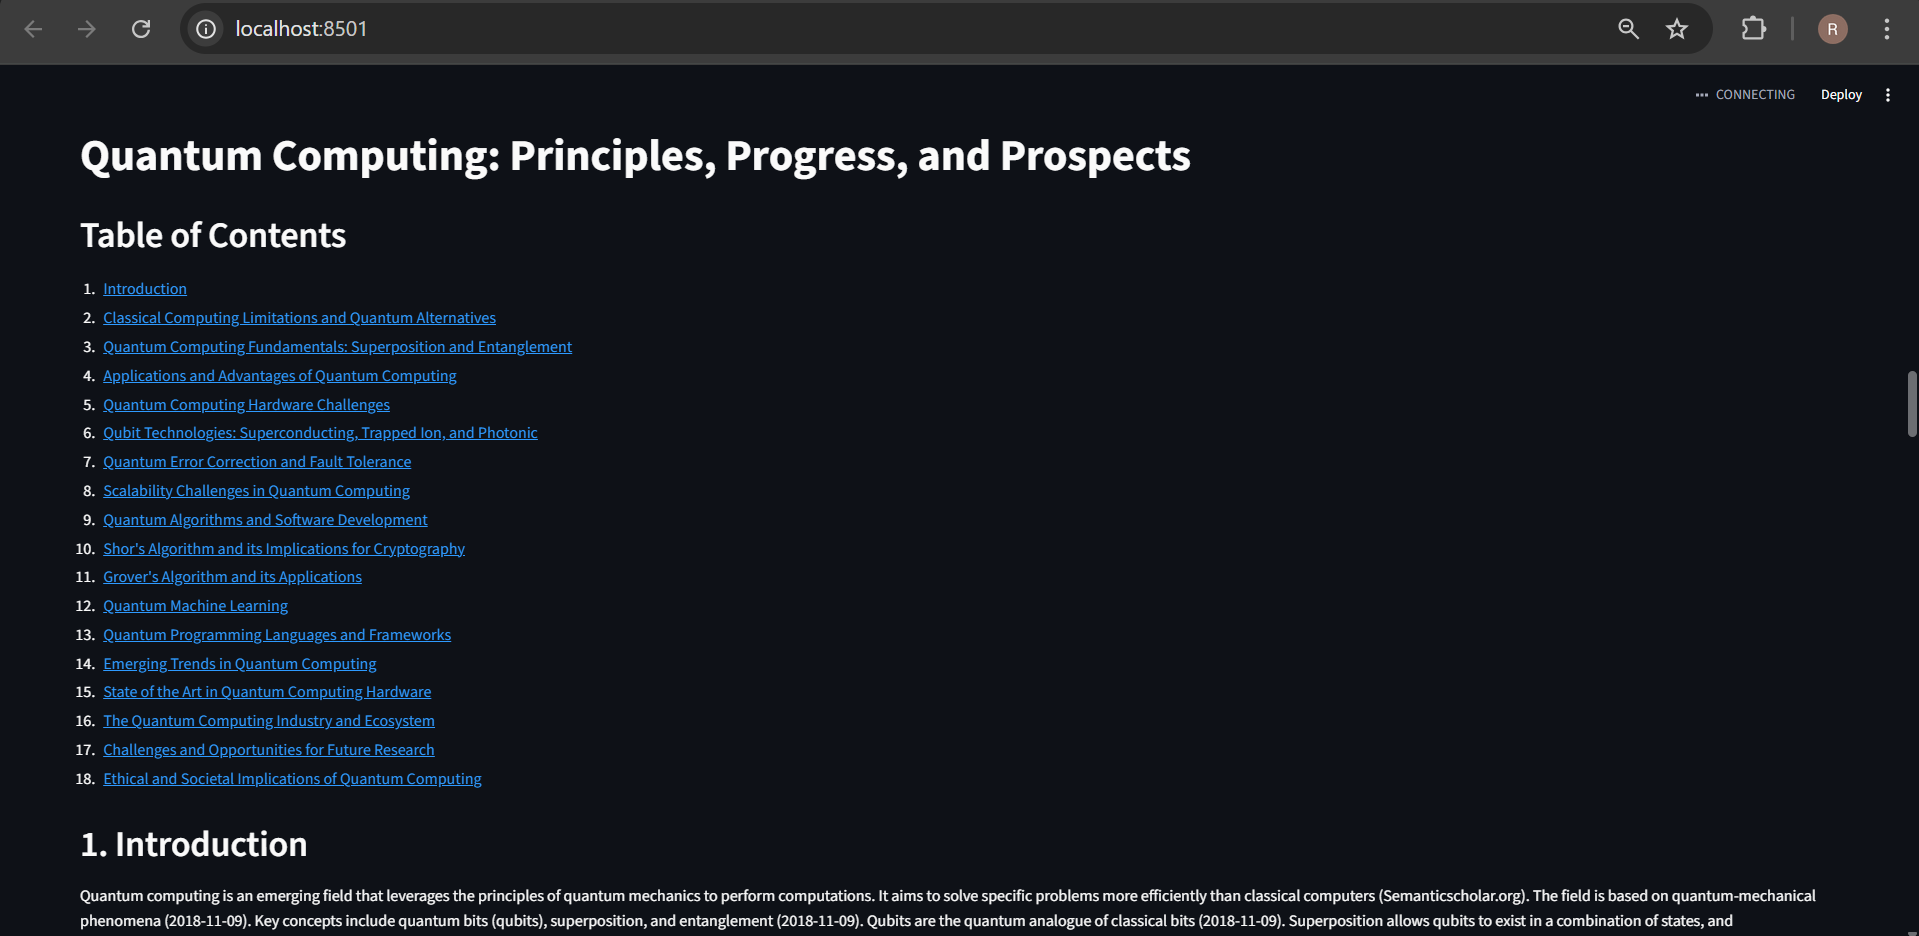 localhost:8501
R
CONNECTING
Deploy
Quantum Computing: Principles, Progress, and Prospects
Table of Contents
1. Introduction
2. Classical Computing Limitations and Quantum Alternatives
3. Quantum Computing Fundamentals: Superposition and Entanglement
4. Applications and Advantages of Quantum Computing
5. Quantum Computing Hardware Challenges
6. Qubit Technologies: Superconducting, Trapped Ion, and Photonic
7. Quantum Error Correction and Fault Tolerance
8. Scalability Challenges in Quantum Computing
9. Quantum Algorithms and Software Development
10. Shor's Algorithm and its Implications for Cryptography
11. Grover's Algorithm and its Applications
12. Quantum Machine Learning
13. Quantum Programming Languages and Frameworks
14. Emerging Trends in Quantum Computing
15. State of the Art in Quantum Computing Hardware
16. The Quantum Computing Industry and Ecosystem
17. Challenges and Opportunities for Future Research
18. Ethical and Societal Implications of Quantum Computing
1. Introduction
Quantum computing is an emerging field that leverages the principles of quantum mechanics to perform computations. It aims to solve specific problems more efficiently than classical computers (Semanticscholar.org). The field is based on quantum-mechanical
phenomena (2018-11-09). Key concepts include quantum bits (qubits), superposition, and entanglement (2018-11-09). Qubits are the quantum analogue of classical bits (2018-11-09). Superposition allows qubits to exist in a combination of states, and